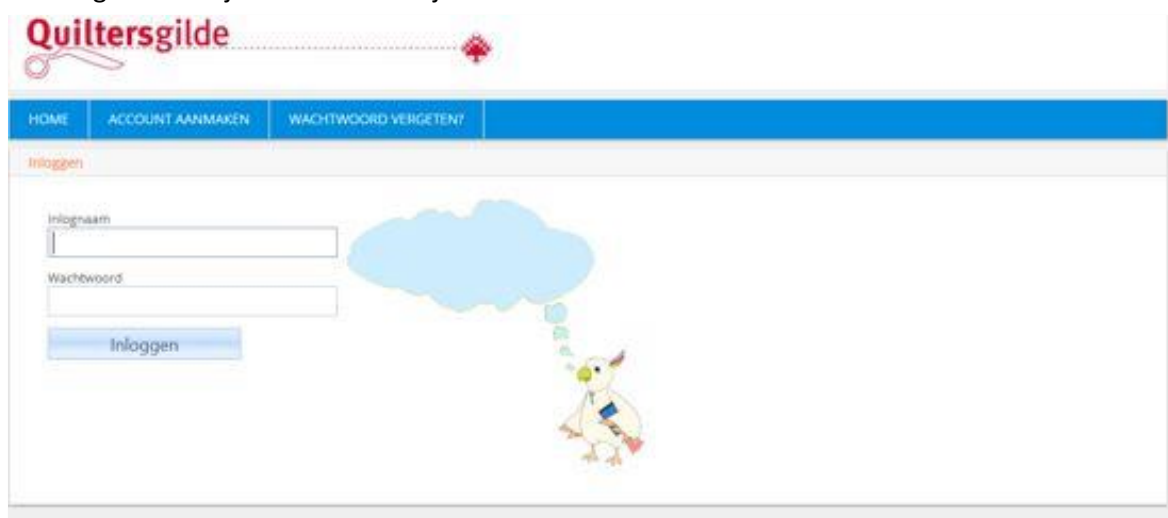 Quiltersgilde
HOME ACCOUNT AANMAKEN WACHTWOORD VERGETEN?
Inloggen
Inlognaam
Wachtwoord
Inloggen